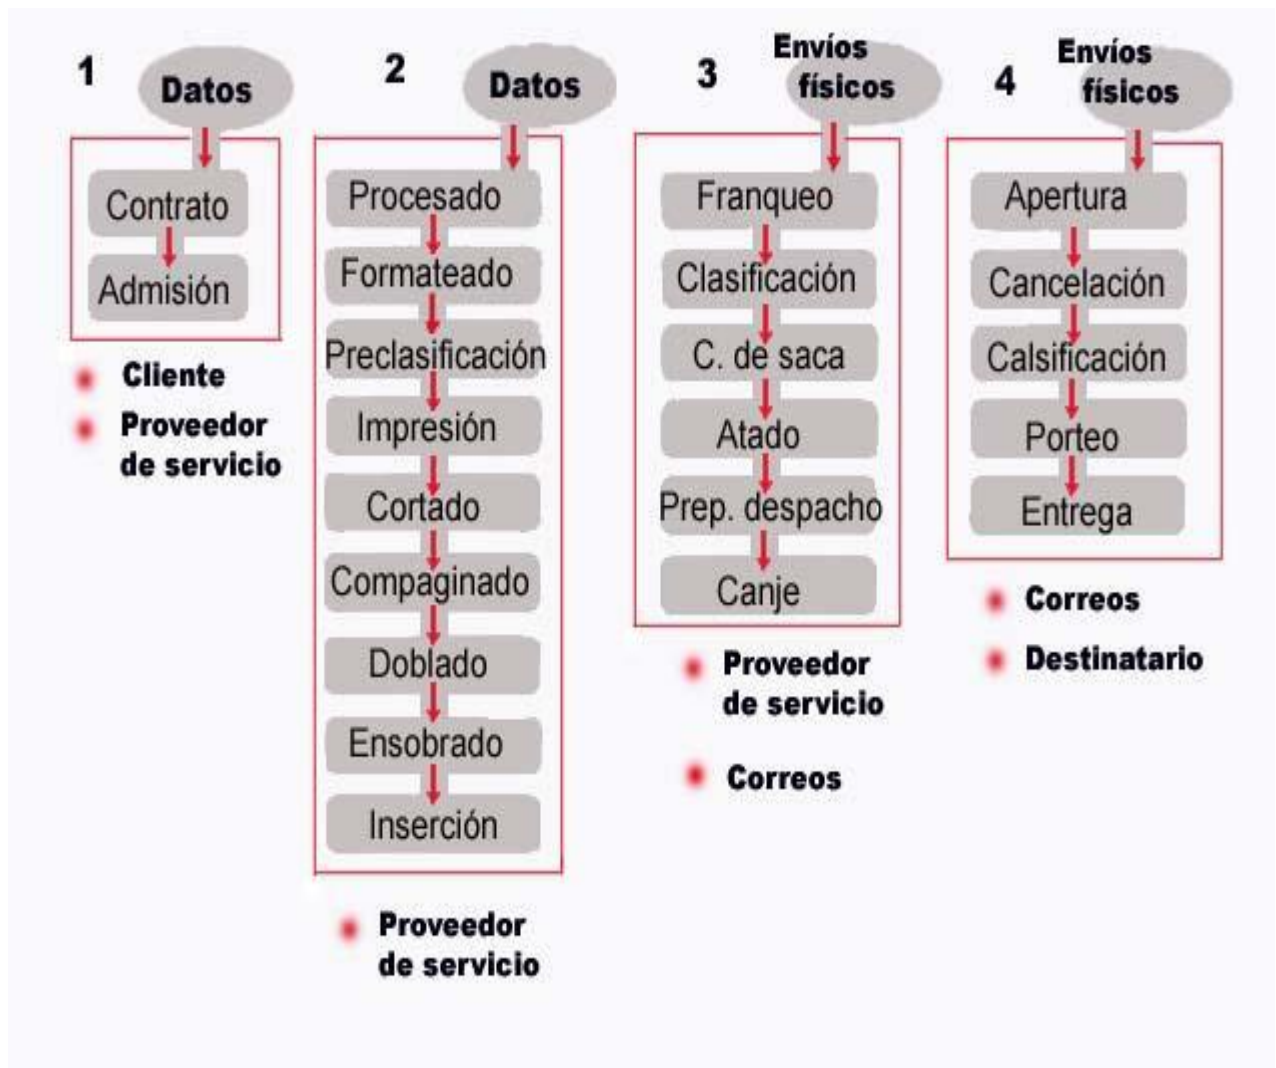 1
Datos
Contrato
Admisión
Cliente
Proveedor
de servicio
2
Datos
Procesado
Formateado
Preclasificación
Impresión
Cortado
Compaginado
Doblado
Ensobrado
Inserción
Proveedor
de servicio
3
Envíos
físicos
Franqueo
Clasificación
C. de saca
Atado
Prep. despacho
Canje
Proveedor
de servicio
Correos
4
Envíos
físicos
Apertura
Cancelación
Calsificación
Porteo
Entrega
Correos
Destinatario